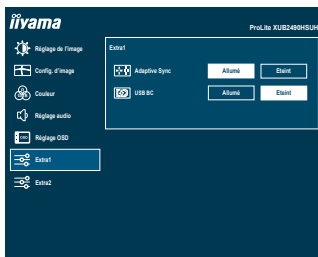 iiyama
ProLite XUB2490HSUH
Réglage de l'image
Config. d'image
Couleur
Réglage audio
OSD
Réglage OSD
Extra1
Extra2
Extra1
Adaptive Sync
Allumé
Eteint
USB BC
Allumé
Eteint